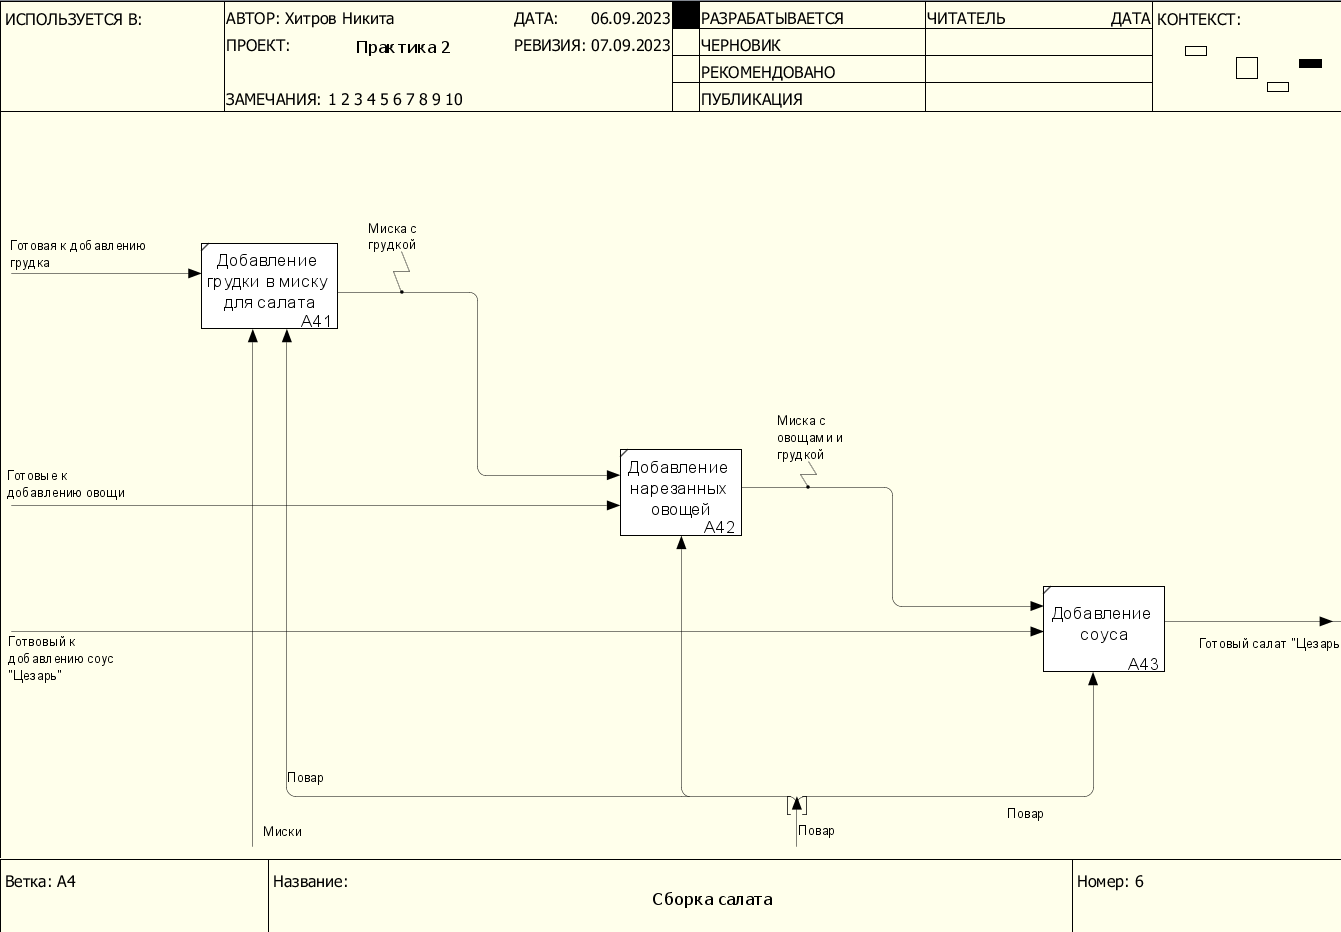 ИСПОЛЬЗУЕТСЯ В:
АВТОР: Хитров Никита
ДАТА: 06.09.2023
ПРОЕКТ: Практика 2
РЕВИЗИЯ: 07.09.2023
ЗАМЕЧАНИЯ: 1 2 3 4 5 6 7 8 9 10
РАЗРАБАТЫВАЕТСЯ
ЧЕРНОВИК
РЕКОМЕНДОВАНО
ПУБЛИКАЦИЯ
ЧИТАТЕЛЬ ДАТА
КОНТЕКСТ:
Готовая к добавлению
грудка
Добавление
грудки в миску
для салата
A41
Миска с
грудкой
Готовые к
добавлению овощи
Добавление
нарезанных
овощей
A42
Миска с
овощами и
грудкой
Готвовый к
добавлению соус
"Цезарь"
Добавление
соуса
A43
Готовый салат "Цезарь
Повар
Миски
Повар
Повар
Ветка: A4
Название:
Сборка салата
Номер: 6